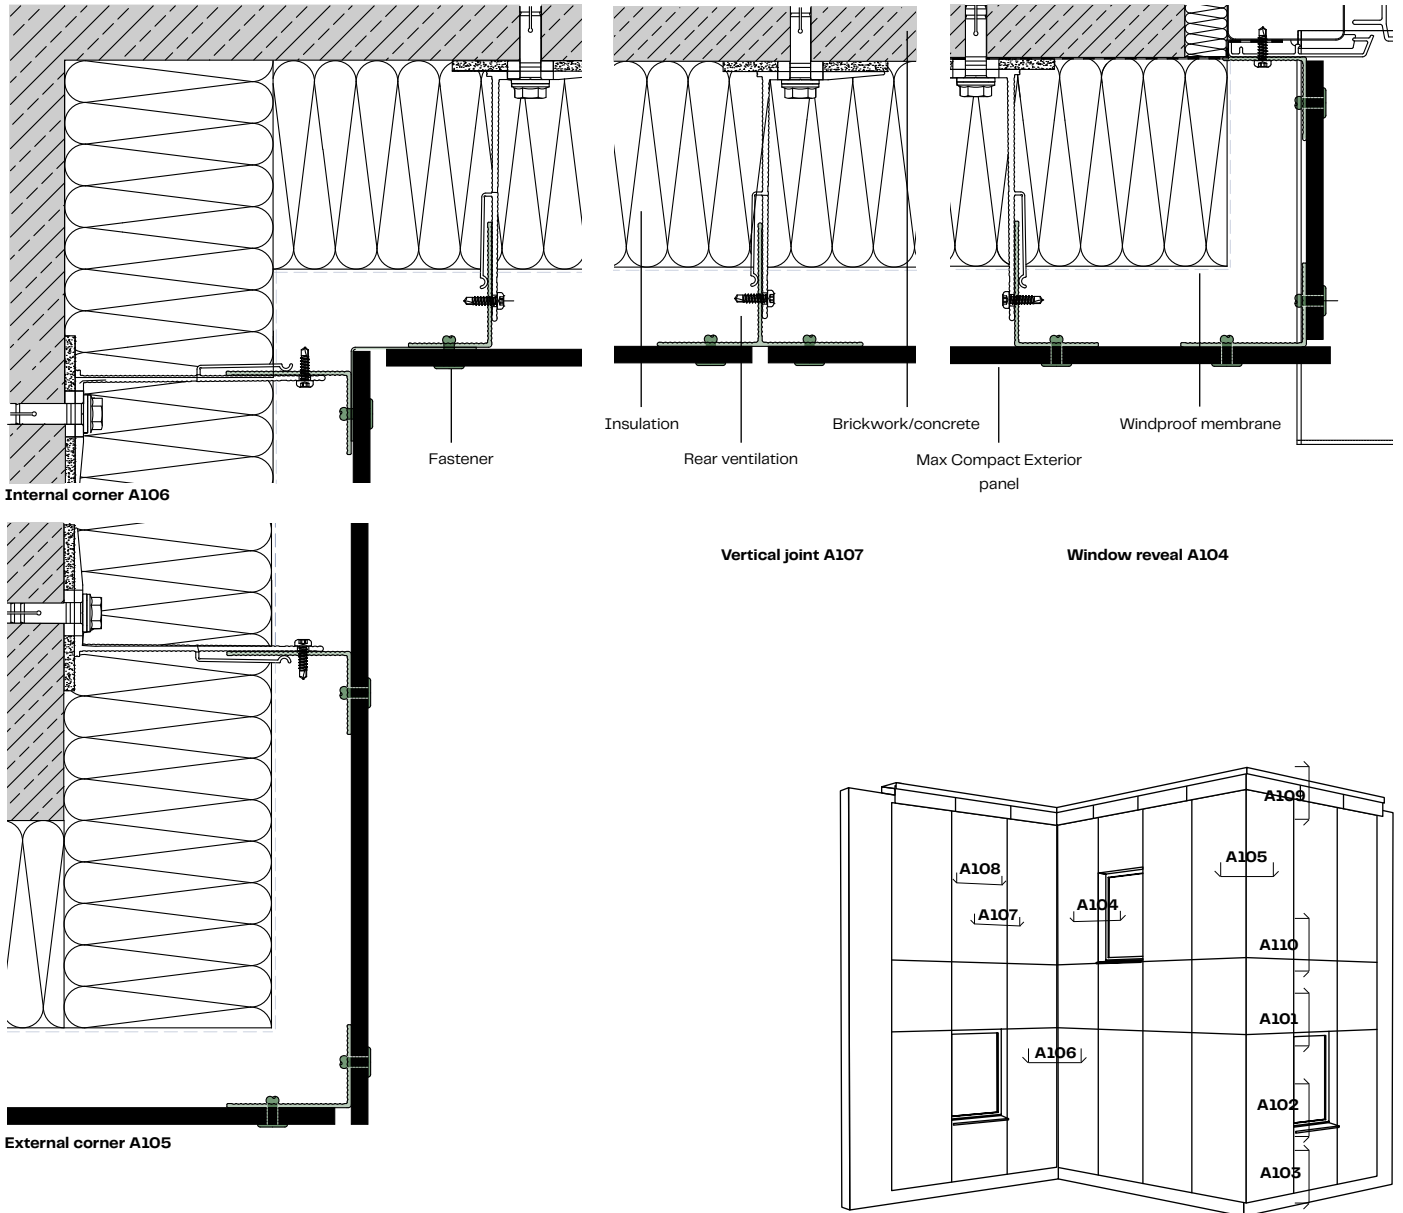 Insulation
Brickwork/concrete
Windproof membrane
Fastener
Rear ventilation
Max Compact Exterior
panel
Internal corner A106
Vertical joint A107
Window reveal A104
External corner A105
A109
A108
A105
A107
A104
A110
A101
A106
A102
A103